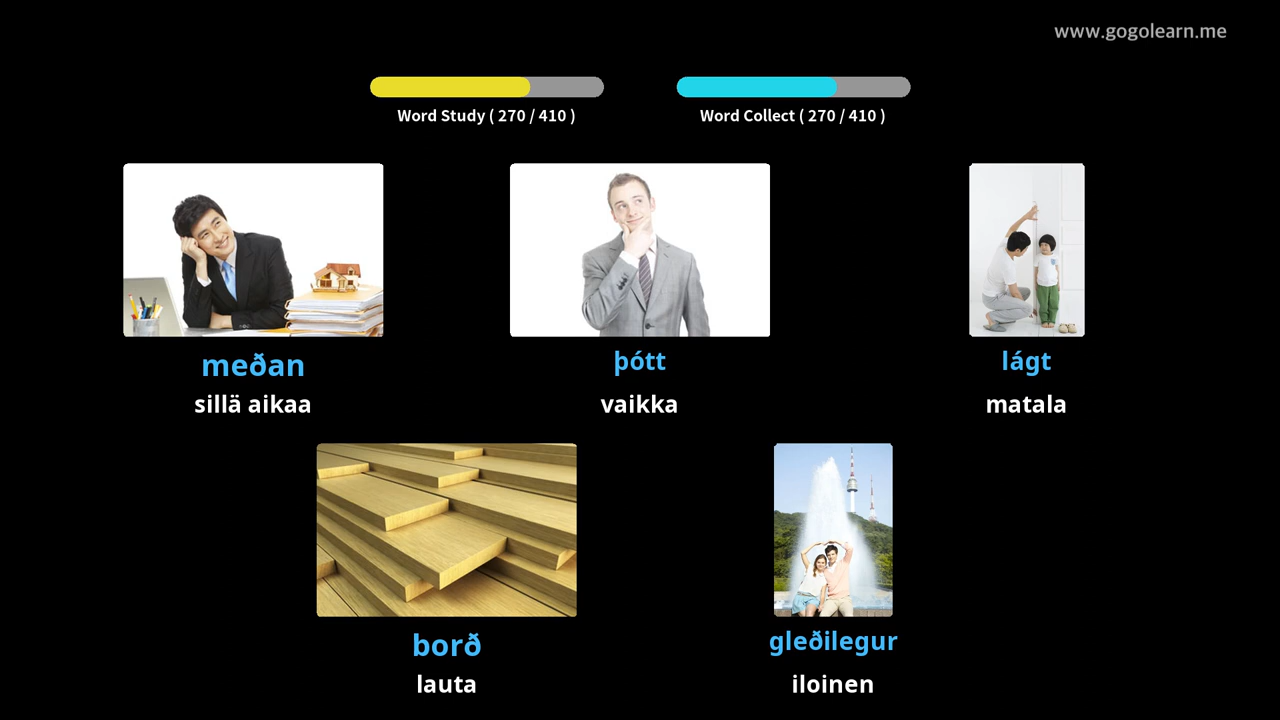 www.gogolearn.me
Word Study ( 270 / 410 )
Word Collect ( 270 / 410 )
meðan
sillä aikaa
þótt
vaikka
lágt
matala
borð
lauta
gleðilegur
iloinen